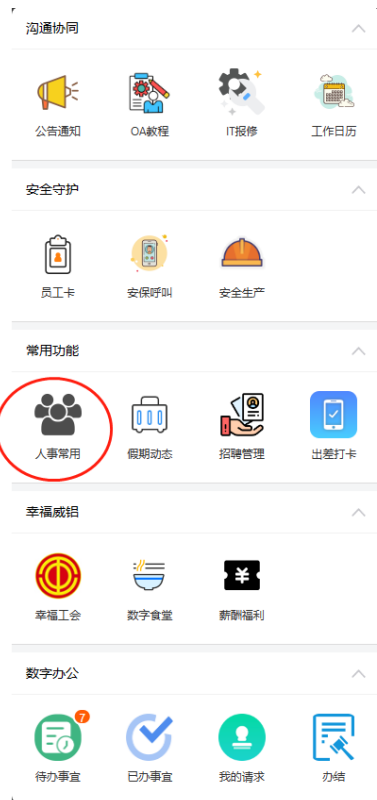 沟通协同
公告通知 OA教程 IT报修 工作日历
安全守护
员工卡 安保呼叫 安全生产
常用功能
人事常用 假期动态 招聘管理 出差打卡
幸福威铝
幸福工会 数字食堂 薪酬福利
数字办公
7
待办事宜 已办事宜 我的请求 办结